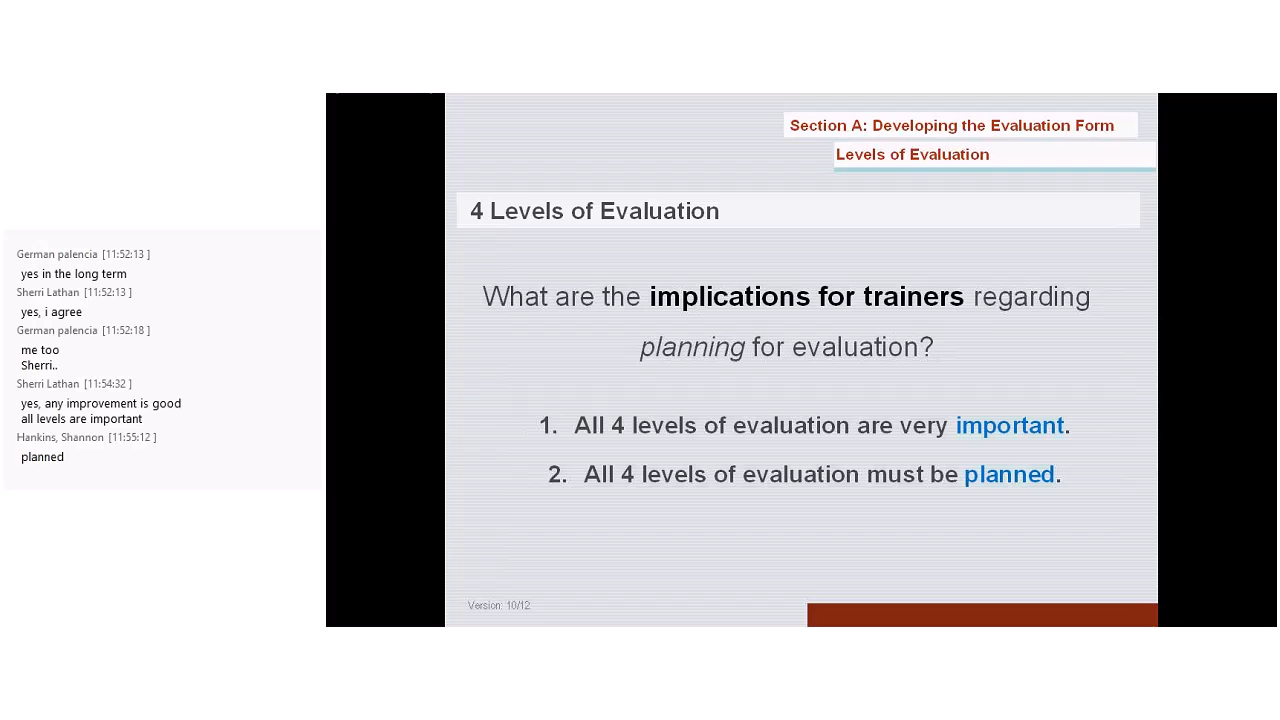 German palencia [11:52:13 ]
yes in the long term
Sherri Lathan [11:52:13 ]
yes, i agree
German palencia [11:52:18 ]
me too
Sherri..
Sherri Lathan [11:54:32 ]
yes, any improvement is good
all levels are important
Hankins, Shannon [11:55:12 ]
planned
Section A: Developing the Evaluation Form
Levels of Evaluation
4 Levels of Evaluation
What are the implications for trainers regarding
planning for evaluation?
1. All 4 levels of evaluation are very important.
2. All 4 levels of evaluation must be planned.
Version: 10/12